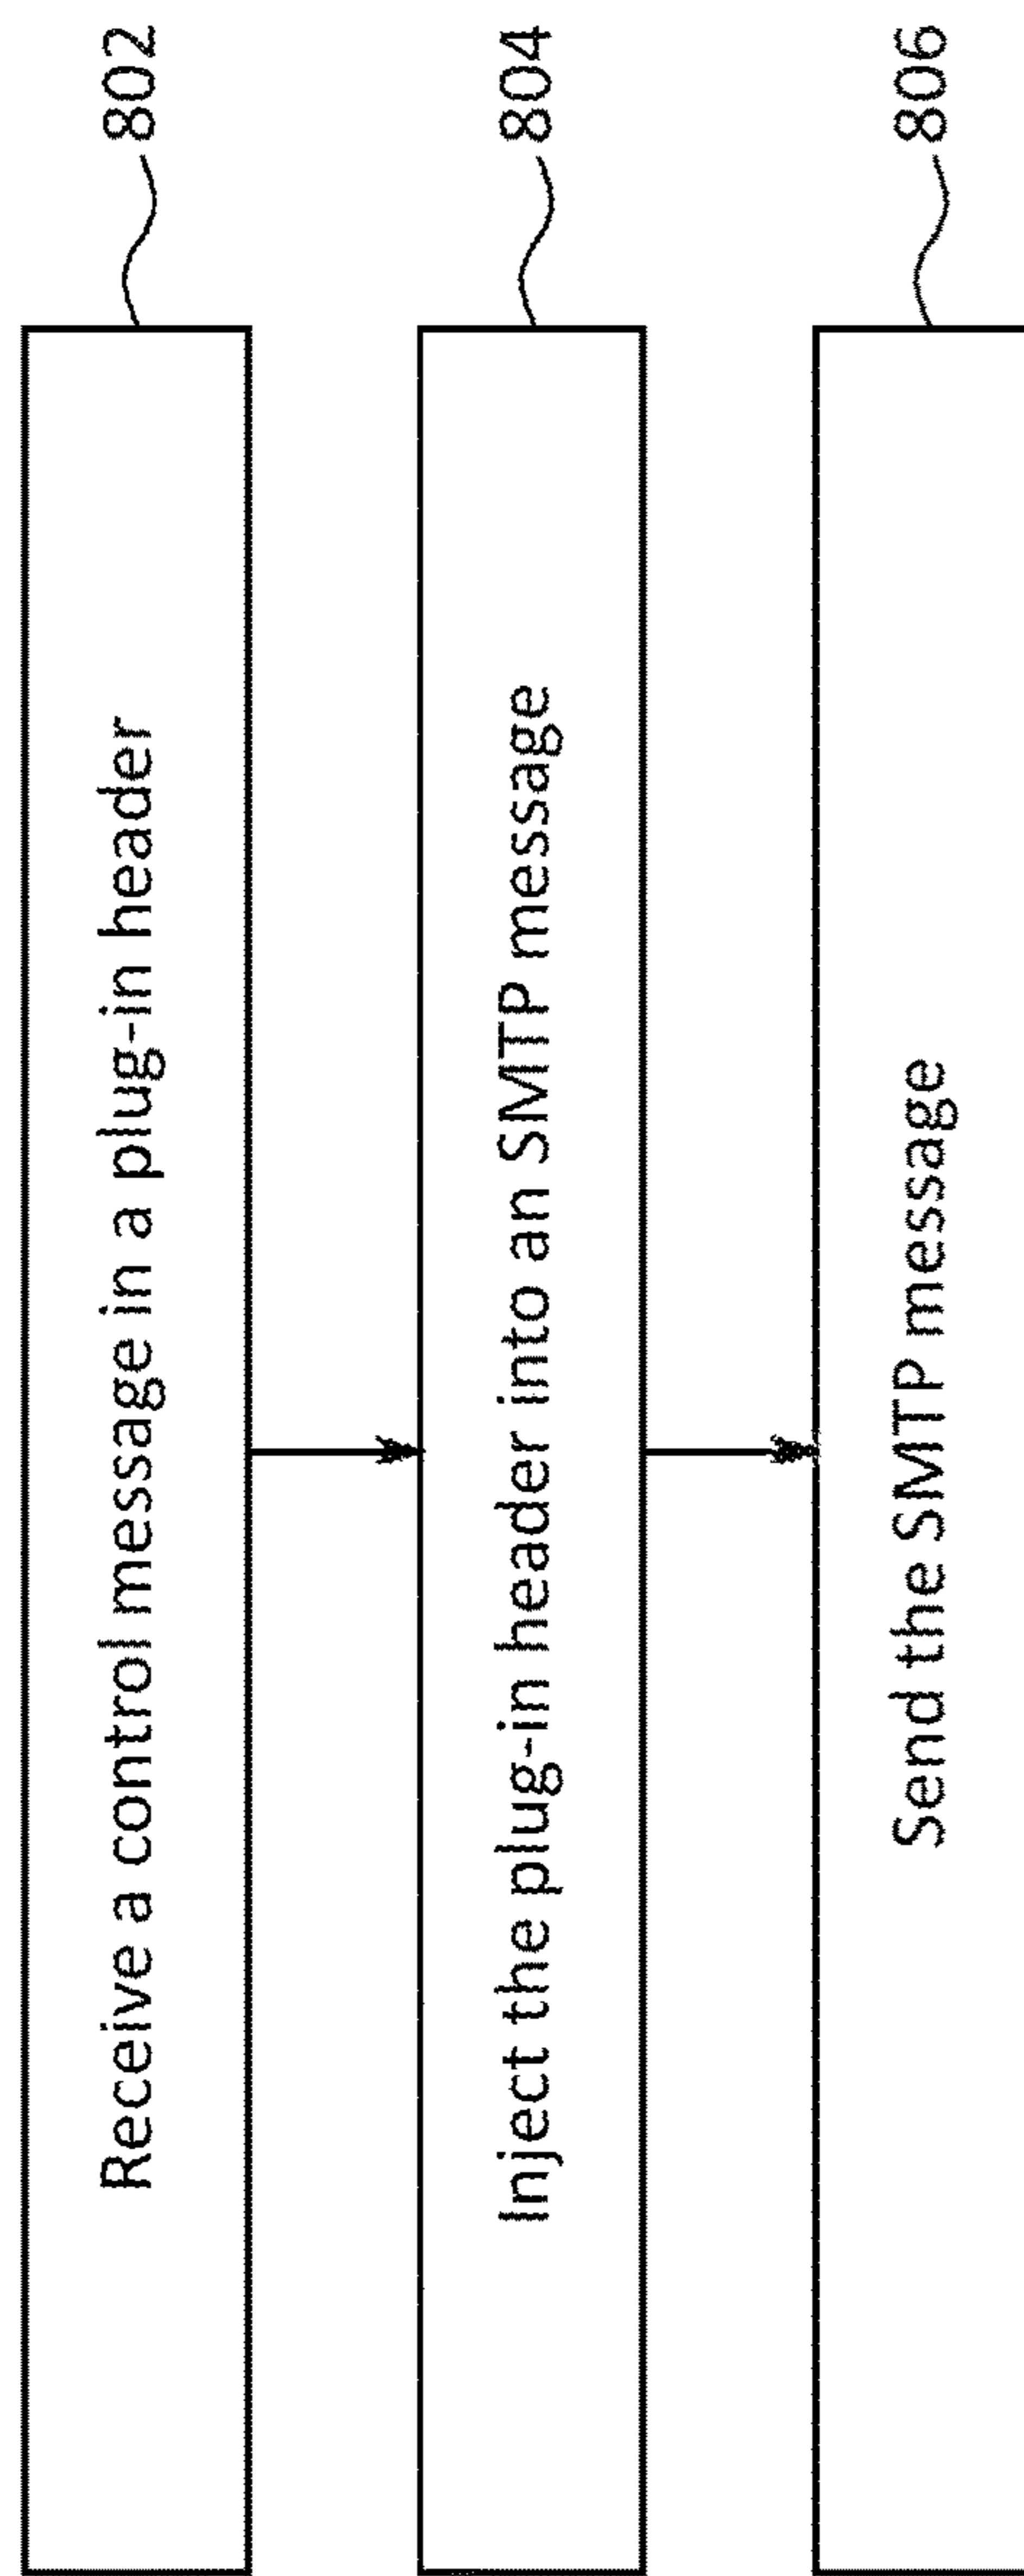 Receive a control message in a plug-in header
802
Inject the plug-in header into an SMTP message
804
Send the SMTP message
806